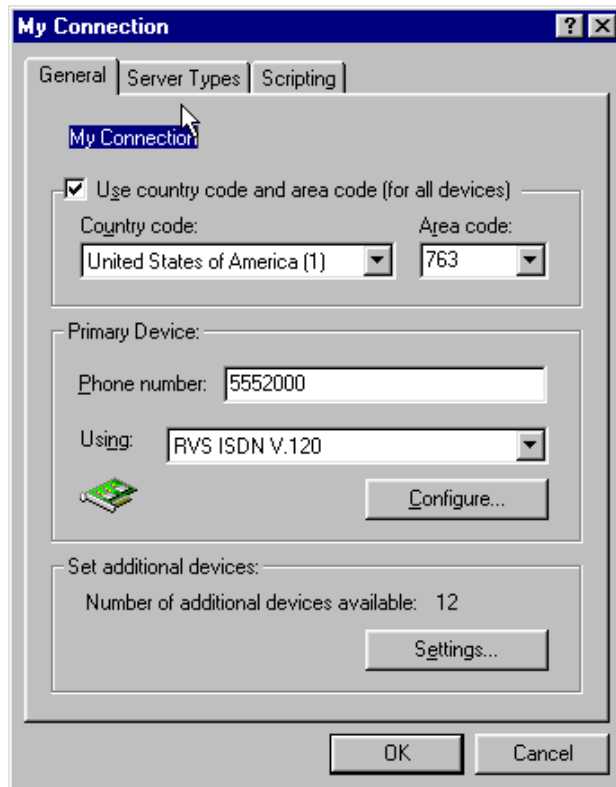 My Connection
General Server Types Scripting
My Connection
Use country code and area code (for all devices)
Country code: Area code:
United States of America (1) 763
Primary Device:
Phone number: 5552000
Using: RVS ISDN V.120
Configure...
Set additional devices:
Number of additional devices available: 12
Settings...
OK Cancel